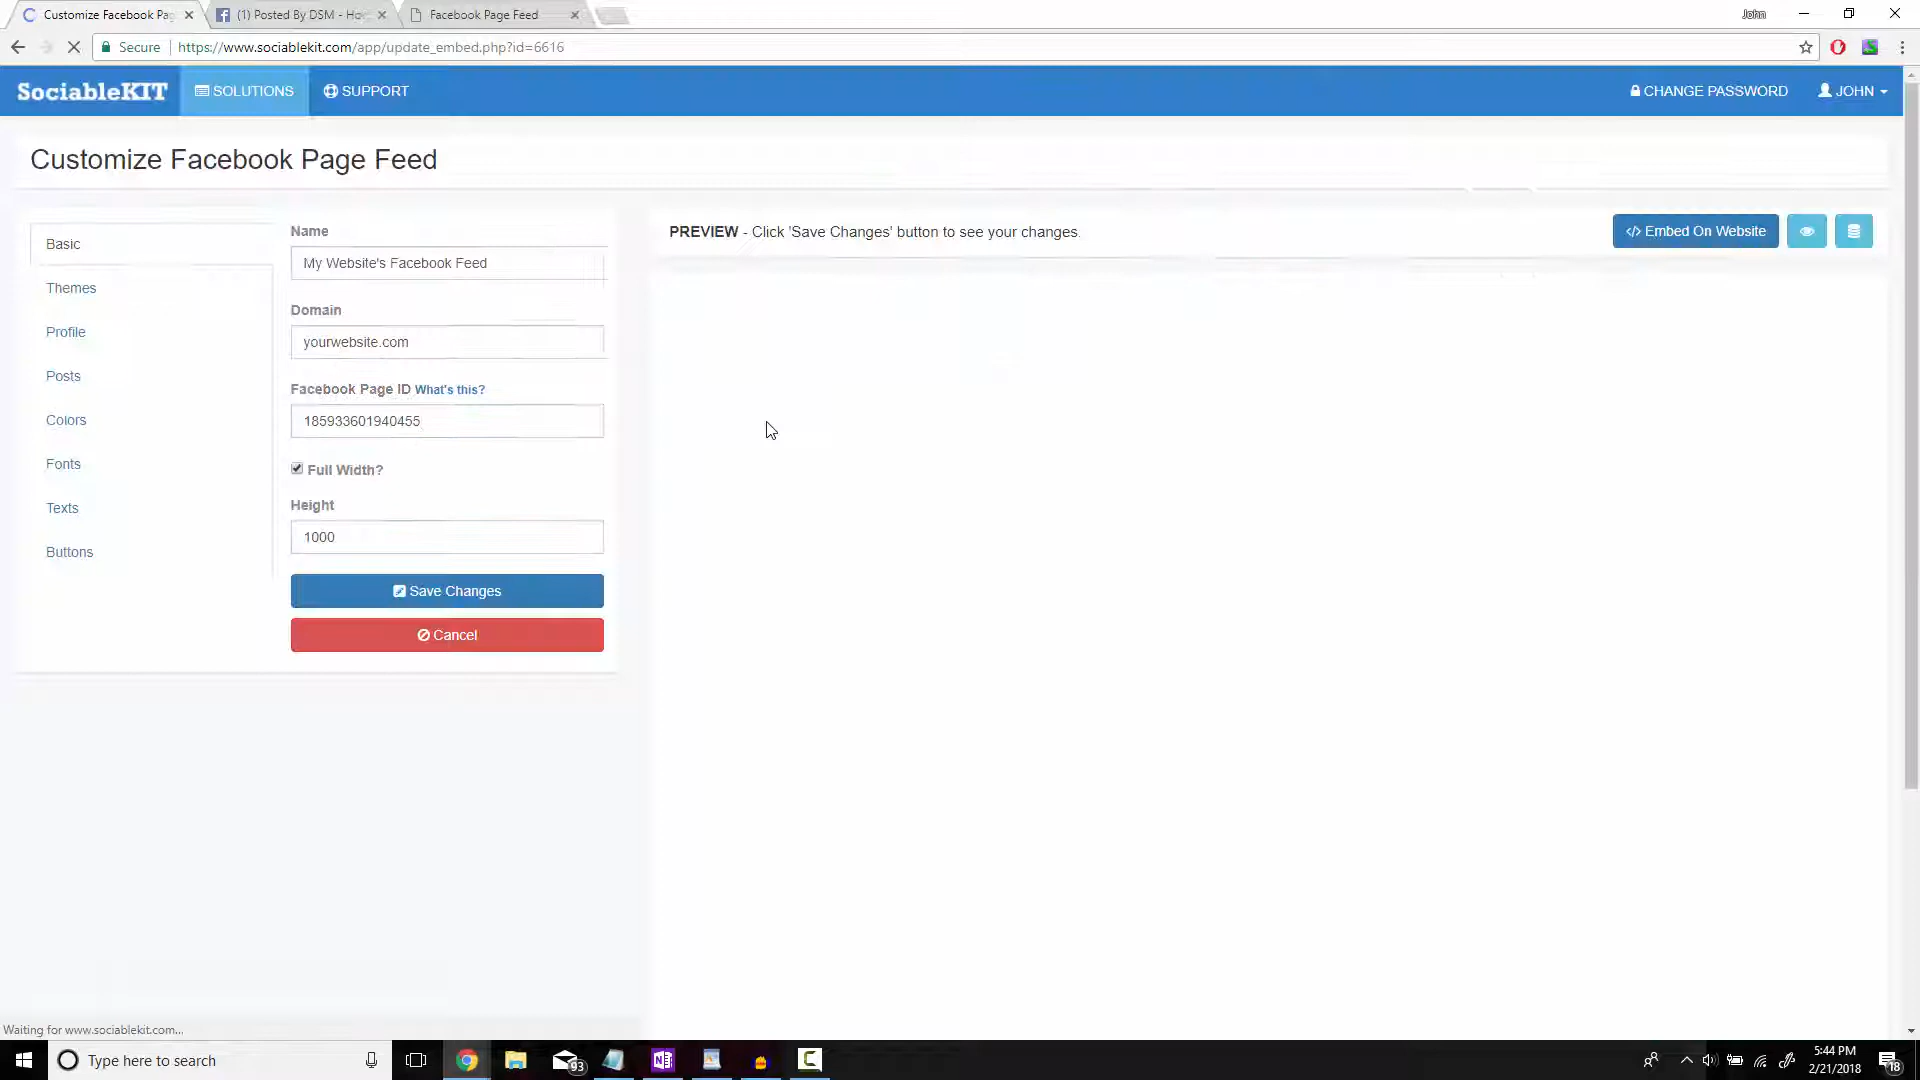 Customize Facebook Pag
(1) Posted By DSM - Ho
Facebook Page Feed
John
Secure
https://www.sociablekit.com/app/update_embed.php?id=6616
SociableKIT
SOLUTIONS
SUPPORT
CHANGE PASSWORD
JOHN
Customize Facebook Page Feed
Basic
Themes
Profile
Posts
Colors
Fonts
Texts
Buttons
Name
My Website's Facebook Feed
Domain
yourwebsite.com
Facebook Page ID What's this?
185933601940455
Full Width?
Height
1000
Save Changes
Cancel
PREVIEW - Click 'Save Changes' button to see your changes.
</> Embed On Website
Waiting for www.sociablekit.com...
Type here to search
93
5:44 PM
2/21/2018
18